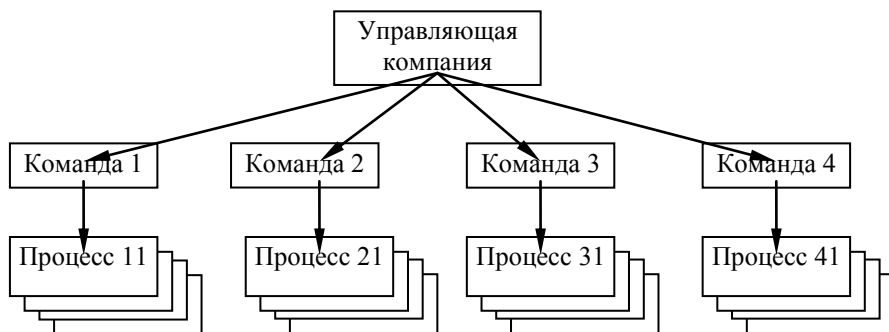 Управляющая
компания
Команда 1
Команда 2
Команда 3
Команда 4
Процесс 11
Процесс 21
Процесс 31
Процесс 41